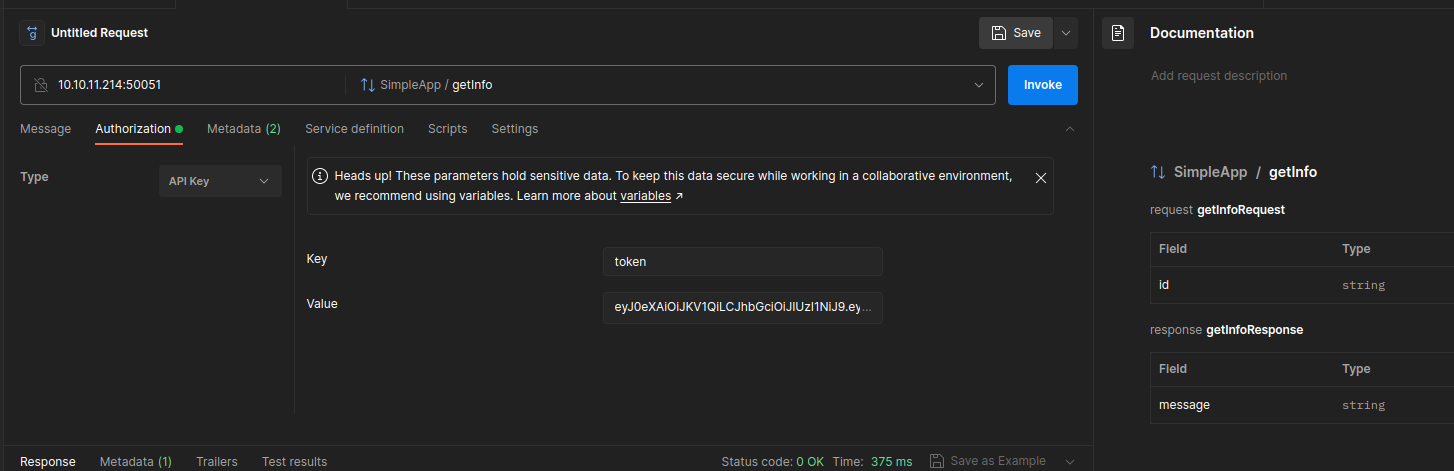 Untitled Request
Save
Documentation
10.10.11.214:50051
SimpleApp / getInfo
Invoke
Add request description
Message
Authorization
Metadata (2)
Service definition
Scripts
Settings
Type
API Key
Heads up! These parameters hold sensitive data. To keep this data secure while working in a collaborative environment,
we recommend using variables. Learn more about variables ↗
SimpleApp / getInfo
request getInfoRequest
Key
token
Field Type
id string
Value
eyJ0eXAiOiJKV1QiLCJhbGciOiJIUzI1NiJ9.ey...
response getInfoResponse
Field Type
message string
Response
Metadata (1)
Trailers
Test results
Status code: 0 OK Time: 375 ms
Save as Example